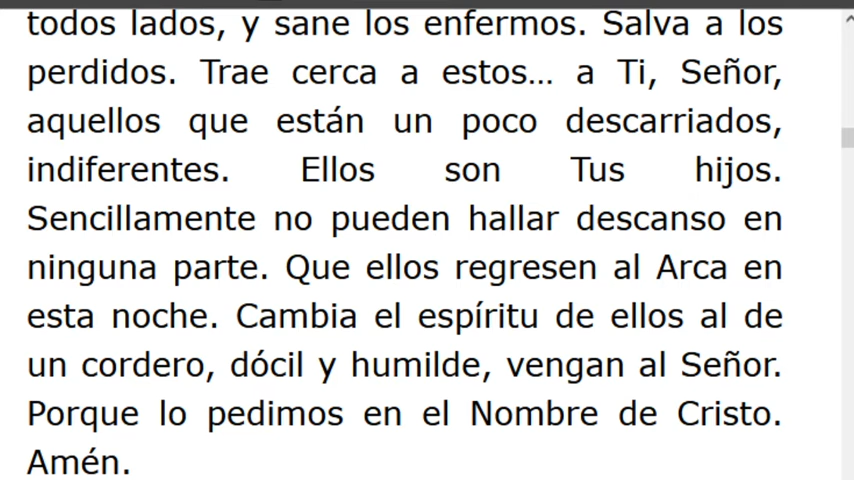 todos lados, y sane los enfermos. Salva a los
perdidos. Trae cerca a estos... a Ti, Señor,
aquellos que están un poco descarriados,
indiferentes. Ellos son Tus hijos.
Sencillamente no pueden hallar descanso en
ninguna parte. Que ellos regresen al Arca en
esta noche. Cambia el espíritu de ellos al de
un cordero, dócil y humilde, vengan al Señor.
Porque lo pedimos en el Nombre de Cristo.
Amén.